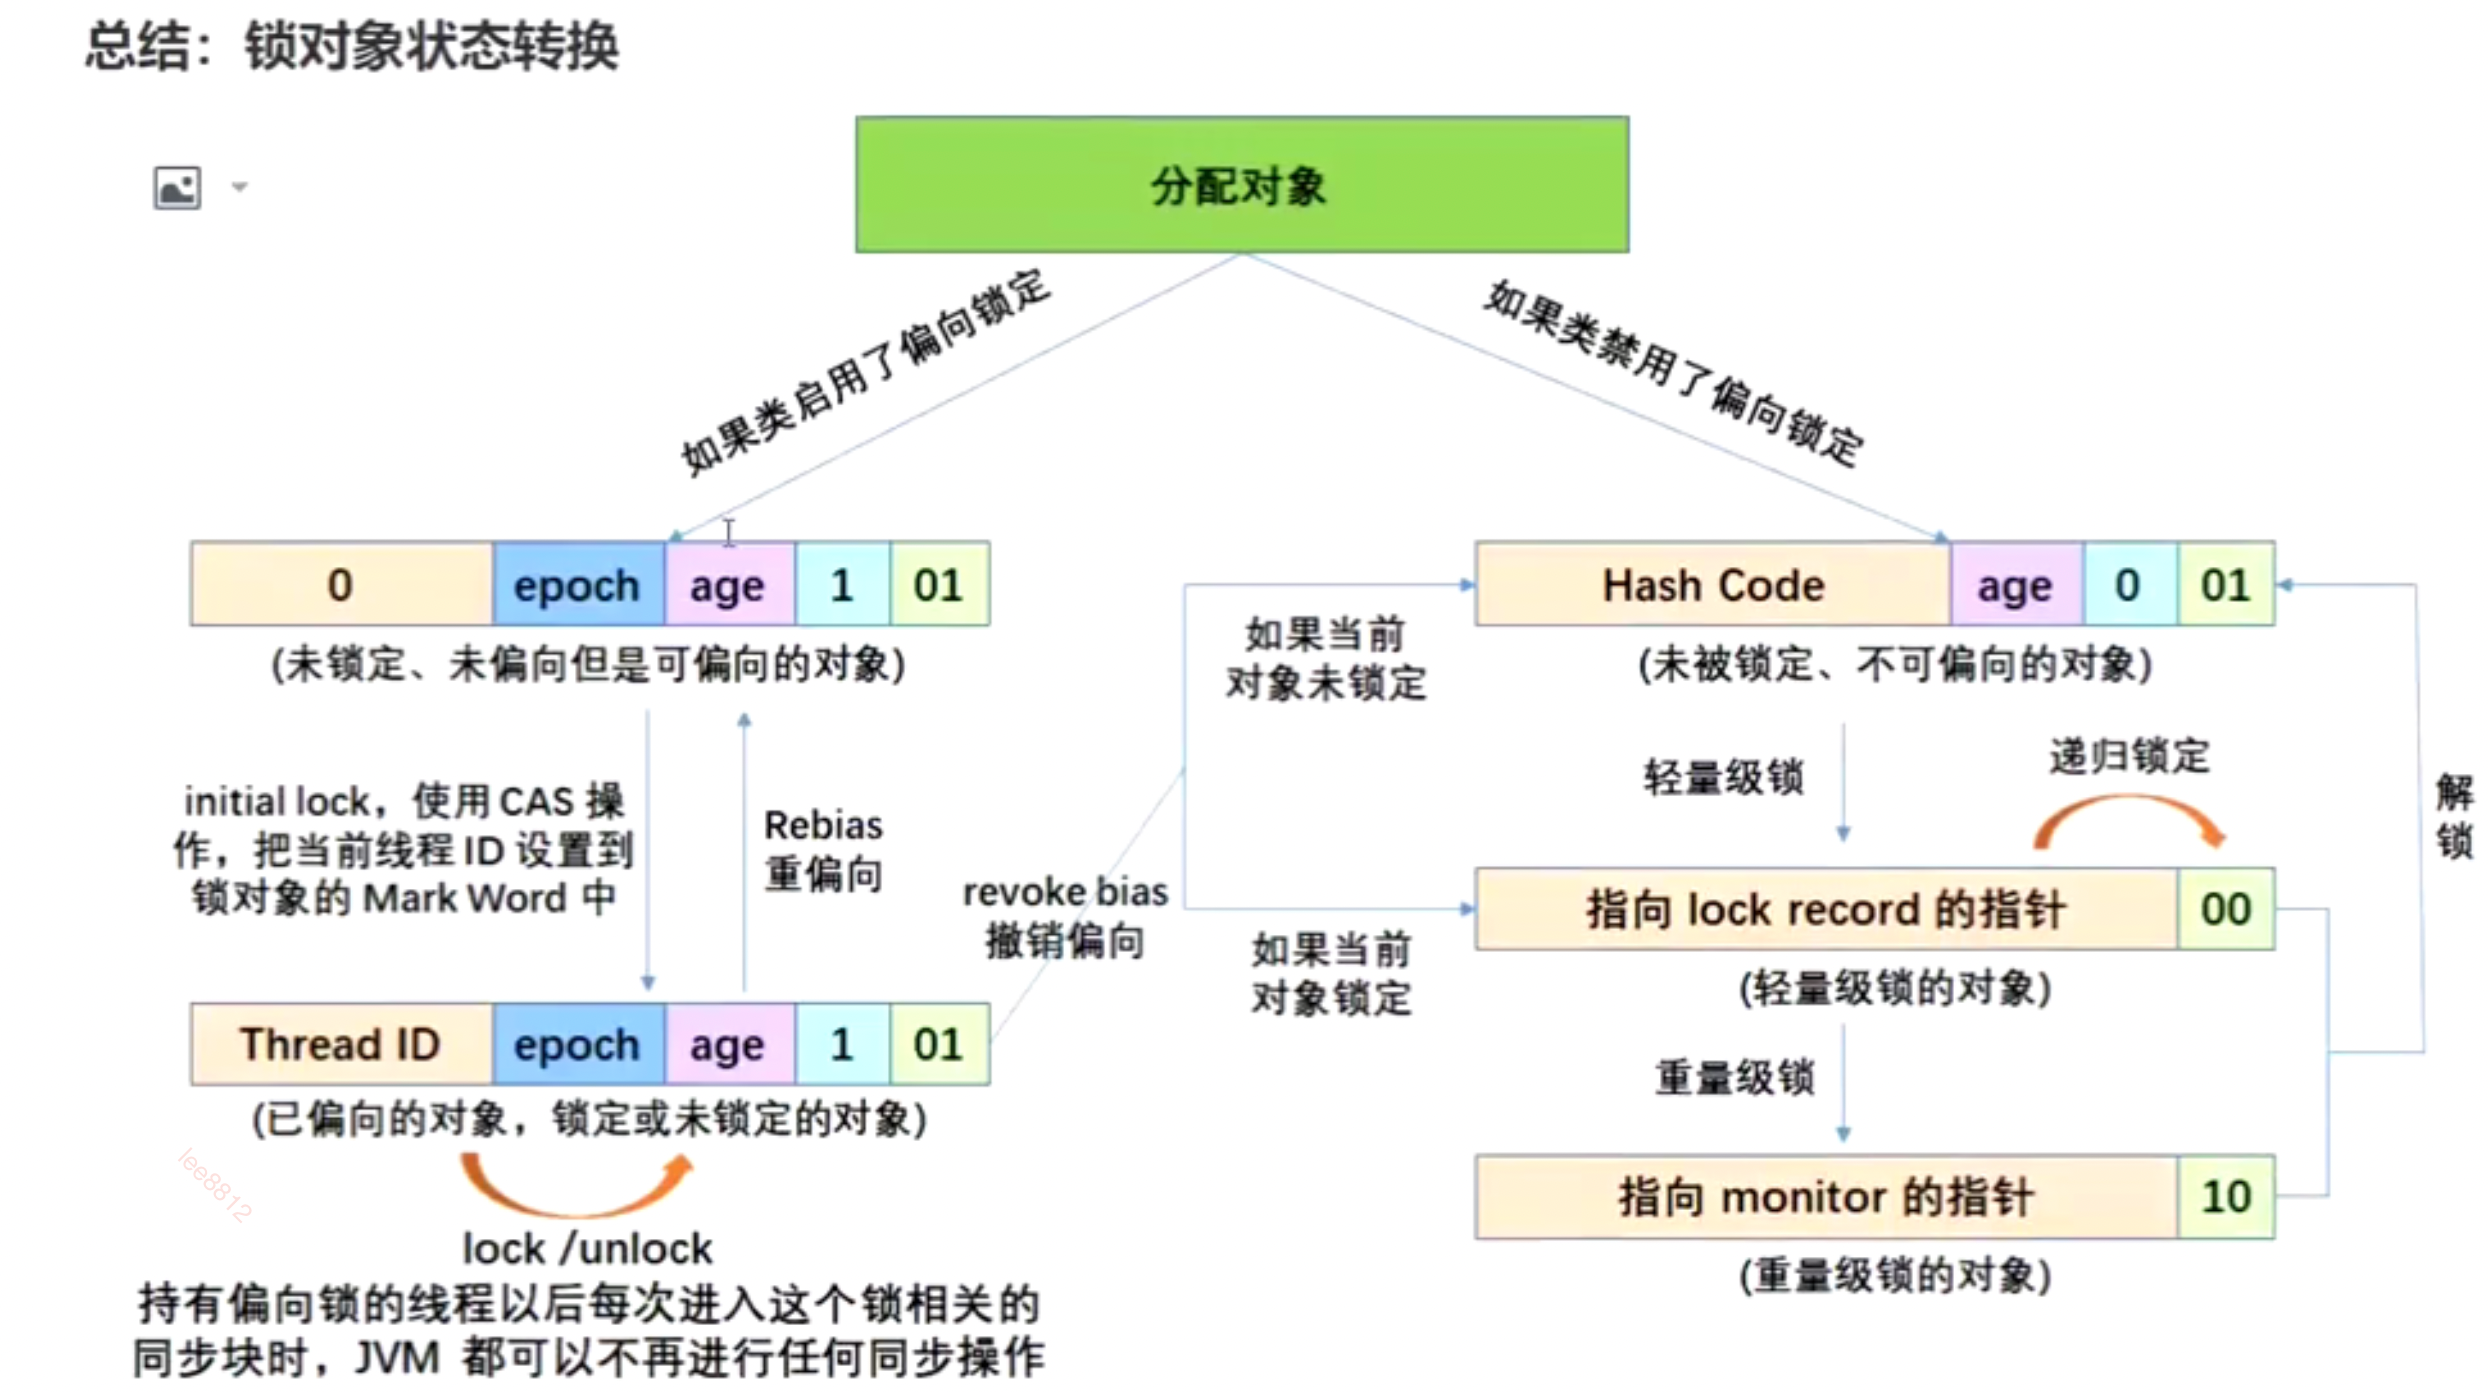 总结：锁对象状态转换
分配对象
如果类启用了偏向锁定
如果类禁用了偏向锁定
0 epoch age 1 01
(未锁定、未偏向但是可偏向的对象)
Hash Code age 0 01
(未被锁定、不可偏向的对象)
如果当前
对象未锁定
initial lock，使用 CAS 操
作，把当前线程 ID 设置到
锁对象的 Mark Word 中
Rebias
重偏向
revoke bias
撤销偏向
轻量级锁
递归锁定
解
锁
指向 lock record 的指针 00
(轻量级锁的对象)
如果当前
对象锁定
Thread ID epoch age 1 01
(已偏向的对象，锁定或未锁定的对象)
重量级锁
指向 monitor 的指针 10
(重量级锁的对象)
lee8812
lock /unlock
持有偏向锁的线程以后每次进入这个锁相关的
同步块时，JVM 都可以不再进行任何同步操作